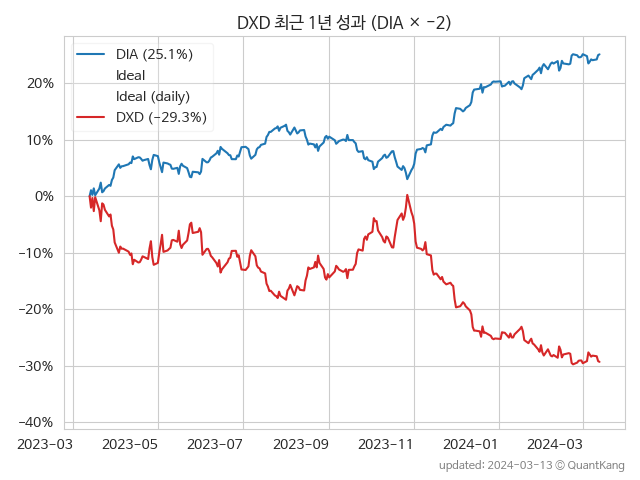 DXD 최근 1년 성과 (DIA × −2)
DIA (25.1%)
Ideal
Ideal (daily)
DXD (−29.3%)
20%
10%
0%
−10%
−20%
−30%
−40%
2023−03
2023−05
2023−07
2023−09
2023−11
2024−01
2024−03
updated: 2024−03−13 © QuantKang